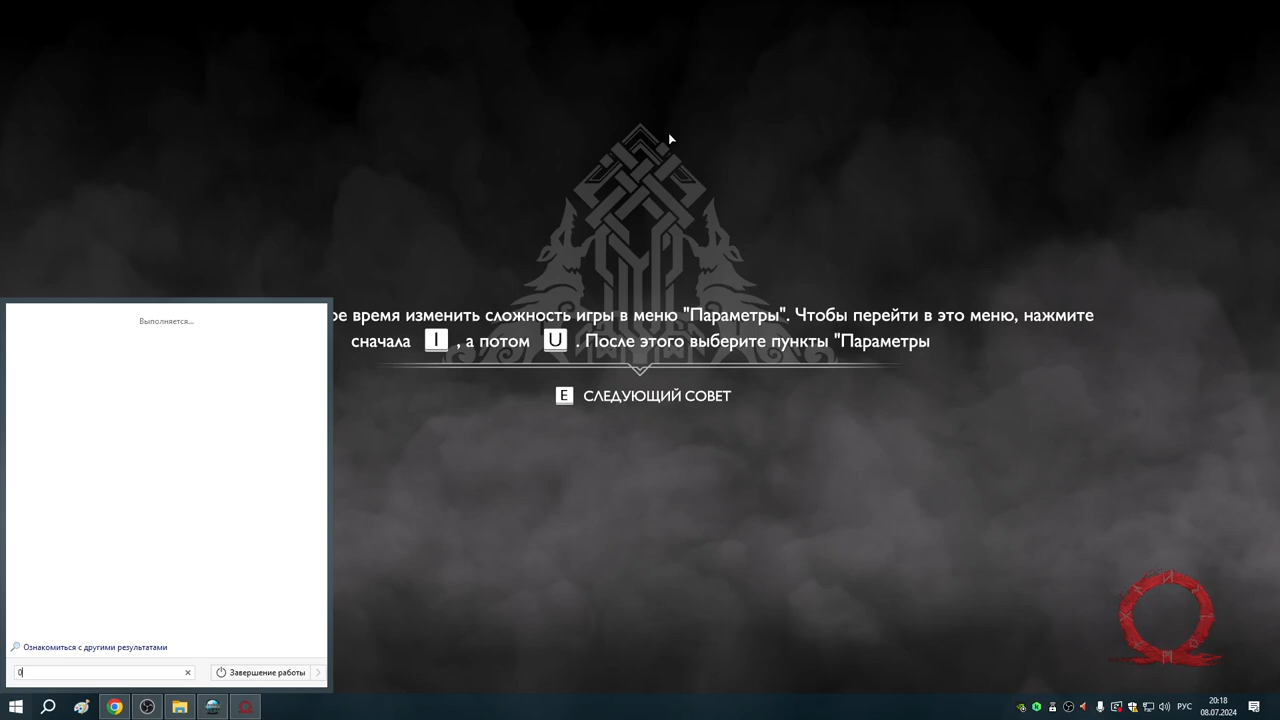 ое время изменить сложность игры в меню "Параметры". Чтобы перейти в это меню, нажмите
сначала I , а потом U . После этого выберите пункты "Параметры
E СЛЕДУЮЩИЙ СОВЕТ
Выполняется...
Ознакомиться с другими результатами
0
Завершение работы
РУС
20:18
08.07.2024